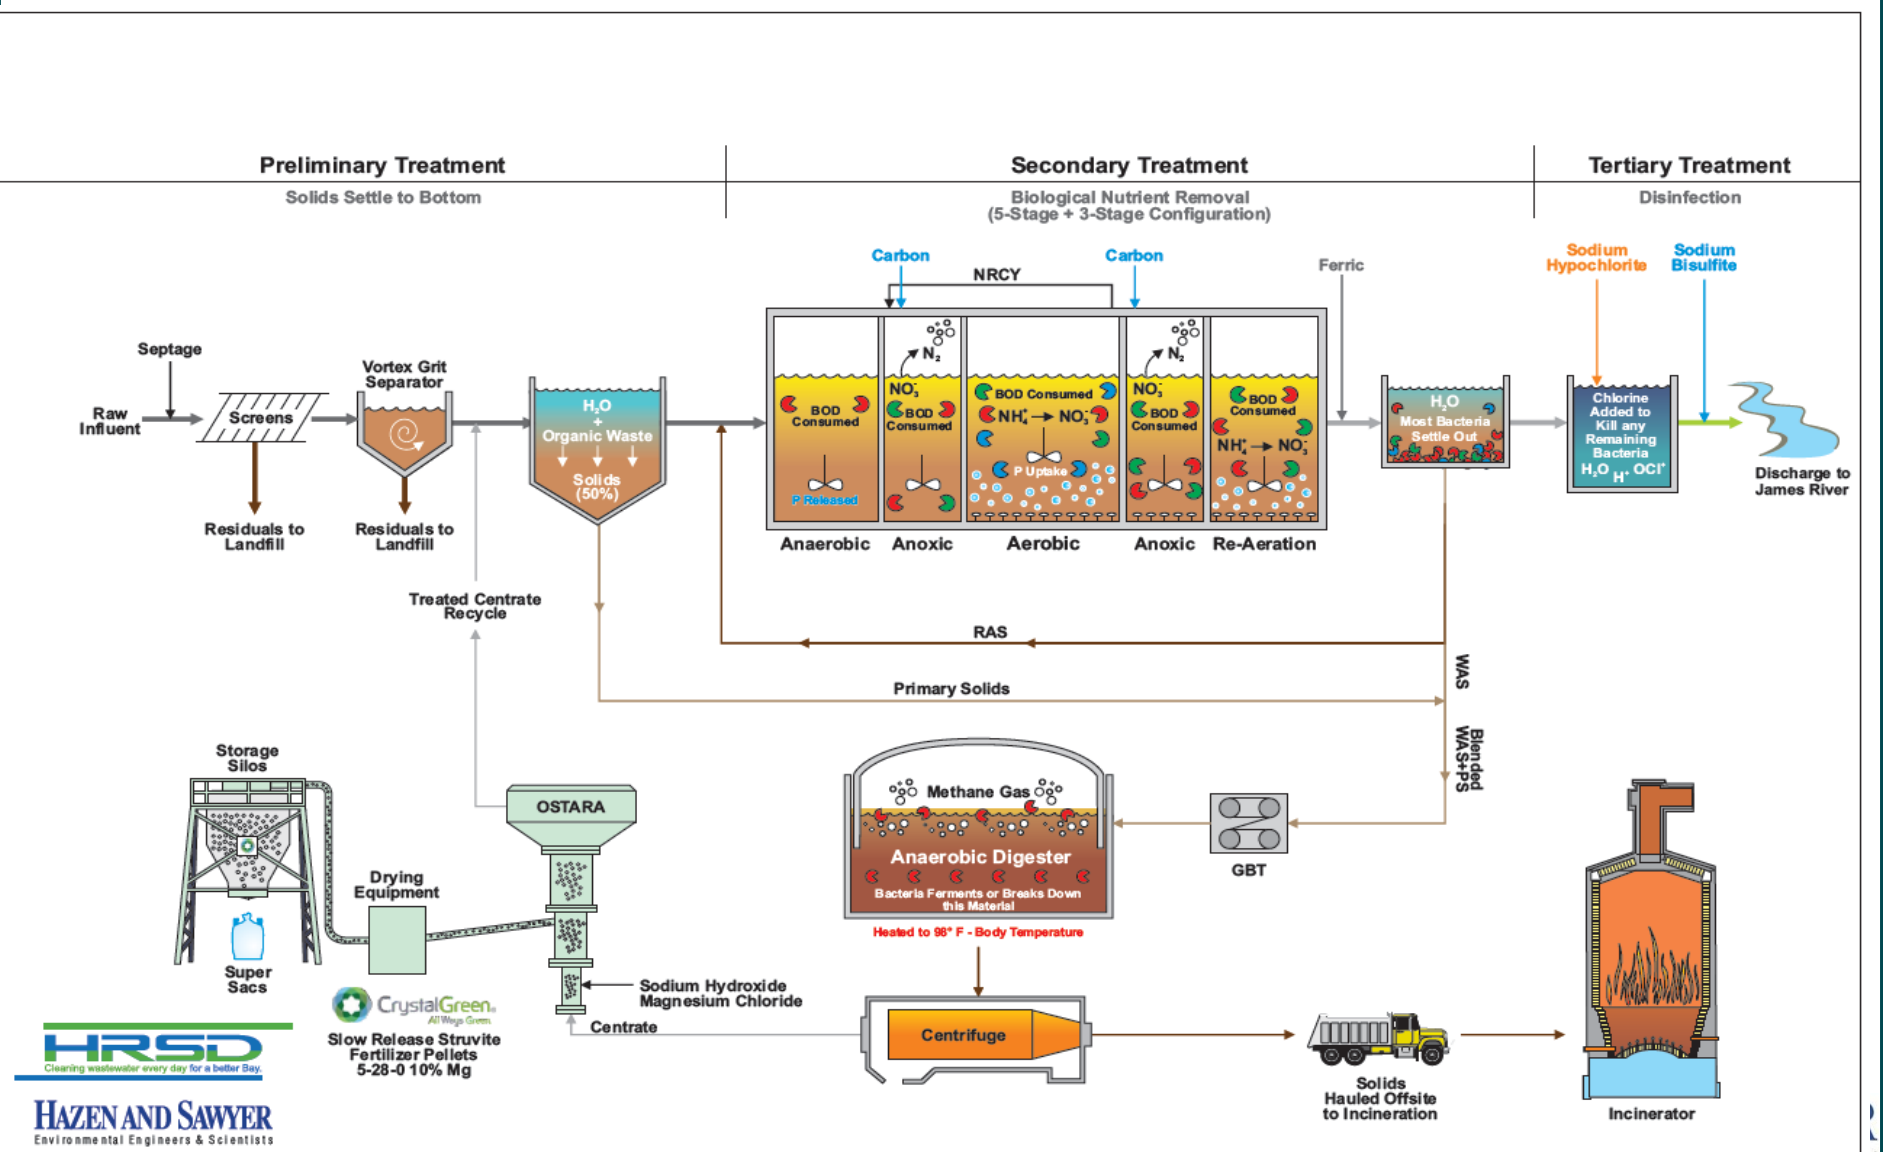 Preliminary Treatment
Solids Settle to Bottom
Secondary Treatment
Biological Nutrient Removal
(5-Stage + 3-Stage Configuration)
Tertiary Treatment
Disinfection
Septage
Raw
Influent
Screens
Residuals to
Landfill
Vortex Grit
Separator
Residuals to
Landfill
Treated Centrate
Recycle
H₂O
+
Organic Waste
Solids
(50%)
Carbon
NRCY
Carbon
Ferric
BOD
Consumed
P Released
Anaerobic
N₂
NO₃⁻
BOD
Consumed
Anoxic
BOD Consumed
NH₄⁺ → NO₃⁻
P Uptake
Aerobic
N₂
NO₃⁻
BOD
Consumed
Anoxic
BOD
Consumed
NH₄⁺ → NO₃⁻
Re-Aeration
H₂O
Most Bacteria
Settle Out
Sodium
Hypochlorite
Sodium
Bisulfite
Chlorine
Added to
Kill any
Remaining
Bacteria
H₂O H⁺ OCl⁺
Discharge to
James River
RAS
WAS
Primary Solids
Blended
WAS+PS
Storage
Silos
Super
Sacs
Drying
Equipment
OSTARA
Sodium Hydroxide
Magnesium Chloride
Centrate
CrystalGreen®
All Ways Green
Slow Release Struvite
Fertilizer Pellets
5-28-0 10% Mg
Methane Gas
Anaerobic Digester
Bacteria Ferments or Breaks Down
this Material
Heated to 98° F - Body Temperature
GBT
Centrifuge
Solids
Hauled Offsite
to Incineration
Incinerator
HRSD
Cleaning wastewater every day for a better Bay.
HAZEN AND SAWYER
Environmental Engineers & Scientists